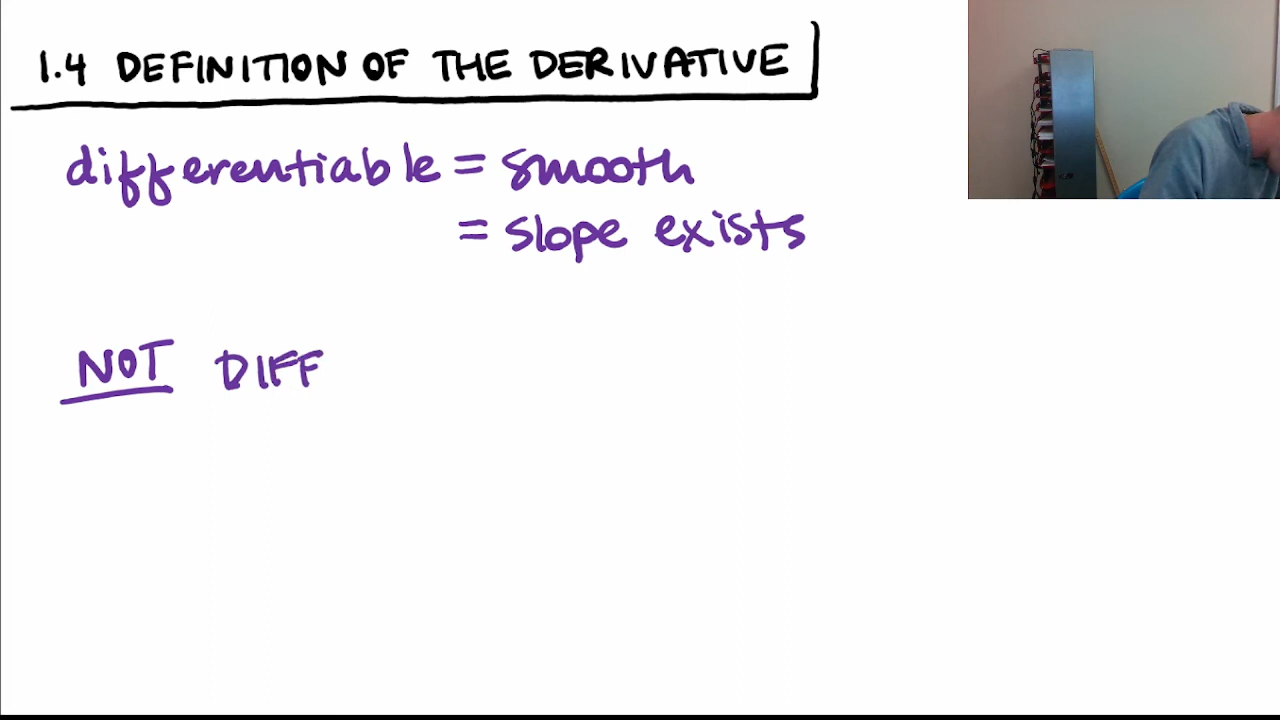 1.4 DEFINITION OF THE DERIVATIVE
differentiable = smooth
= slope exists
NOT DIFF